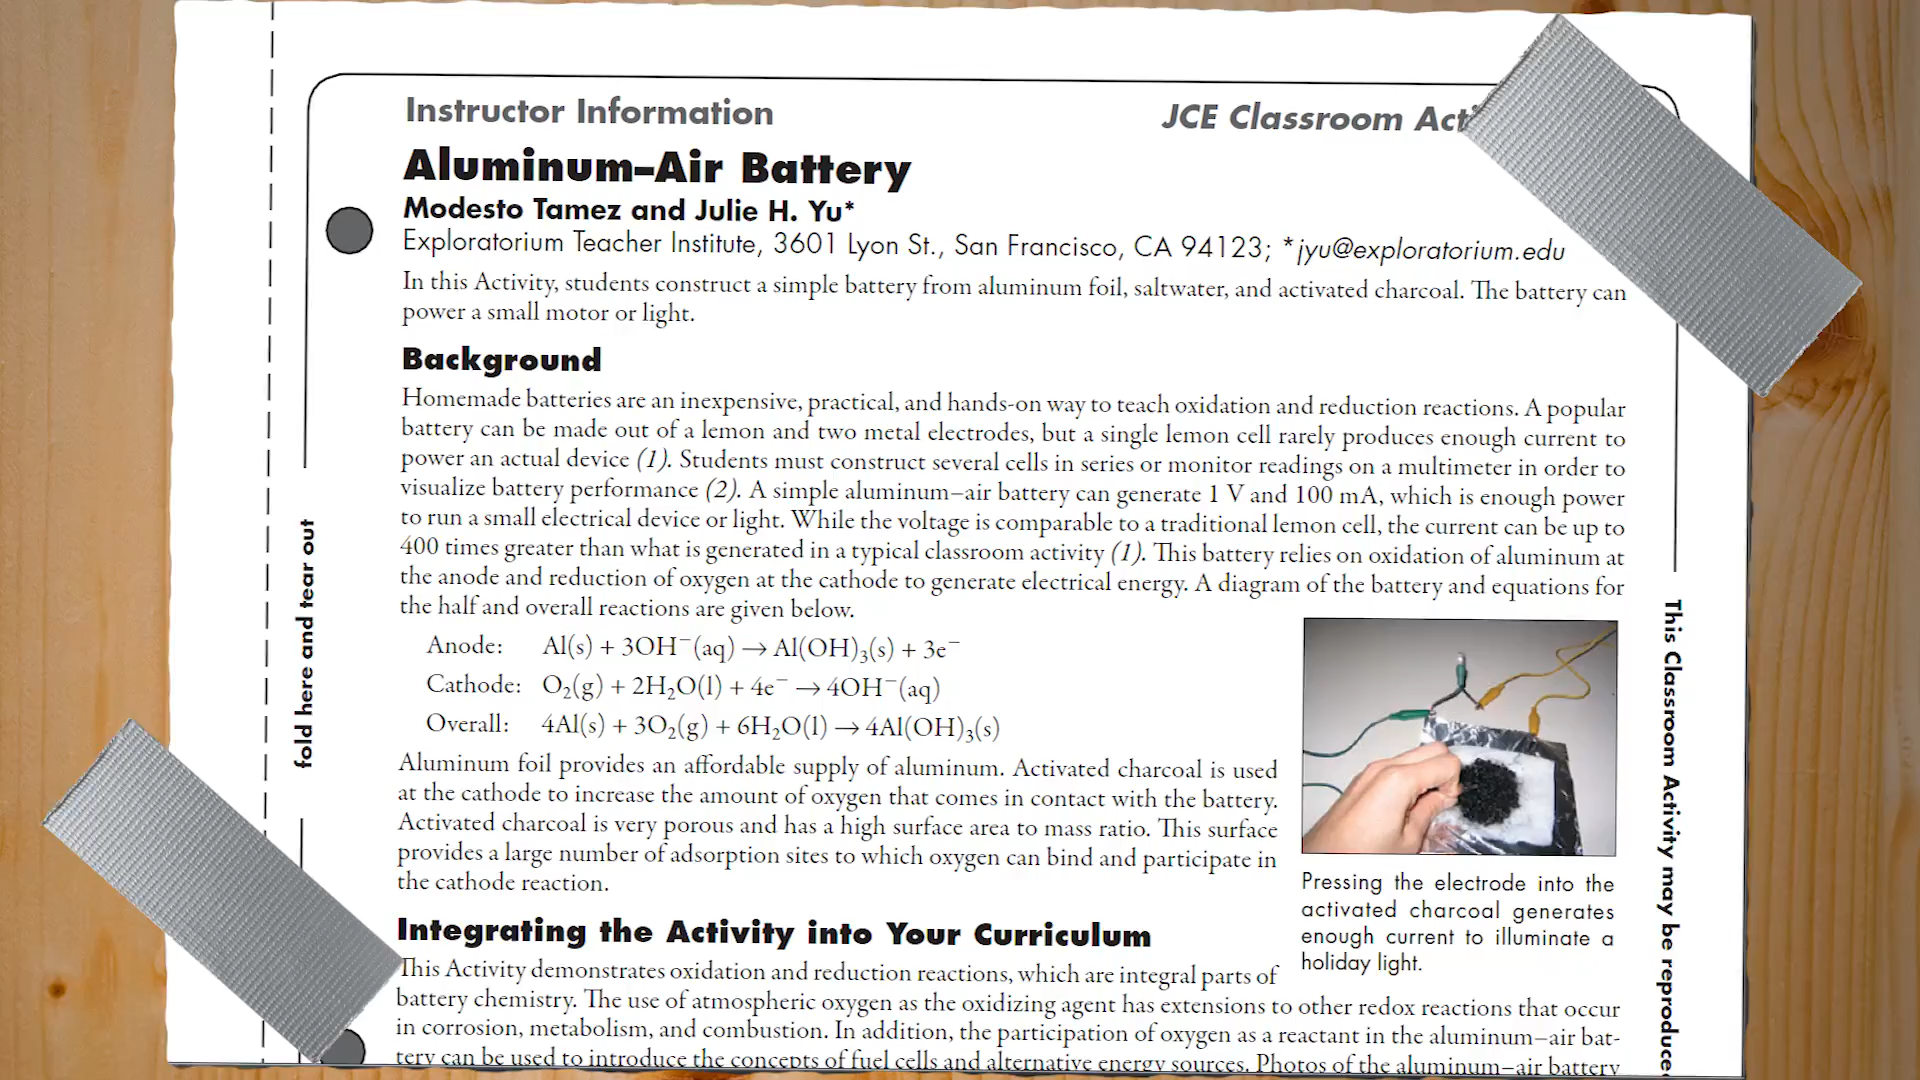 Instructor Information
JCE Classroom
Aluminum–Air Battery
Modesto Tamez and Julie H. Yu*
Exploratorium Teacher Institute, 3601 Lyon St., San Francisco, CA 94123; *jyu@exploratorium.edu
In this Activity, students construct a simple battery from aluminum foil, saltwater, and activated charcoal. The battery can
power a small motor or light.
Background
Homemade batteries are an inexpensive, practical, and hands-on way to teach oxidation and reduction reactions. A popular
battery can be made out of a lemon and two metal electrodes, but a single lemon cell rarely produces enough current to
power an actual device (1). Students must construct several cells in series or monitor readings on a multimeter in order to
visualize battery performance (2). A simple aluminum–air battery can generate 1 V and 100 mA, which is enough power
to run a small electrical device or light. While the voltage is comparable to a traditional lemon cell, the current can be up to
400 times greater than what is generated in a typical classroom activity (1). This battery relies on oxidation of aluminum at
the anode and reduction of oxygen at the cathode to generate electrical energy. A diagram of the battery and equations for
the half and overall reactions are given below.
Anode: Al(s) + 3OH⁻(aq) → Al(OH)₃(s) + 3e⁻
Cathode: O₂(g) + 2H₂O(l) + 4e⁻ → 4OH⁻(aq)
Overall: 4Al(s) + 3O₂(g) + 6H₂O(l) → 4Al(OH)₃(s)
Aluminum foil provides an affordable supply of aluminum. Activated charcoal is used
at the cathode to increase the amount of oxygen that comes in contact with the battery.
Activated charcoal is very porous and has a high surface area to mass ratio. This surface
provides a large number of adsorption sites to which oxygen can bind and participate in
the cathode reaction.
Pressing the electrode into the
activated charcoal generates
enough current to illuminate a
holiday light.
Integrating the Activity into Your Curriculum
This Activity demonstrates oxidation and reduction reactions, which are integral parts of
battery chemistry. The use of atmospheric oxygen as the oxidizing agent has extensions to other redox reactions that occur
in corrosion, metabolism, and combustion. In addition, the participation of oxygen as a reactant in the aluminum–air bat-
tery can be used to introduce the concepts of fuel cells and alternative energy sources. Photos of the aluminum–air battery
fold here and tear out
This Classroom Activity may be reproduce